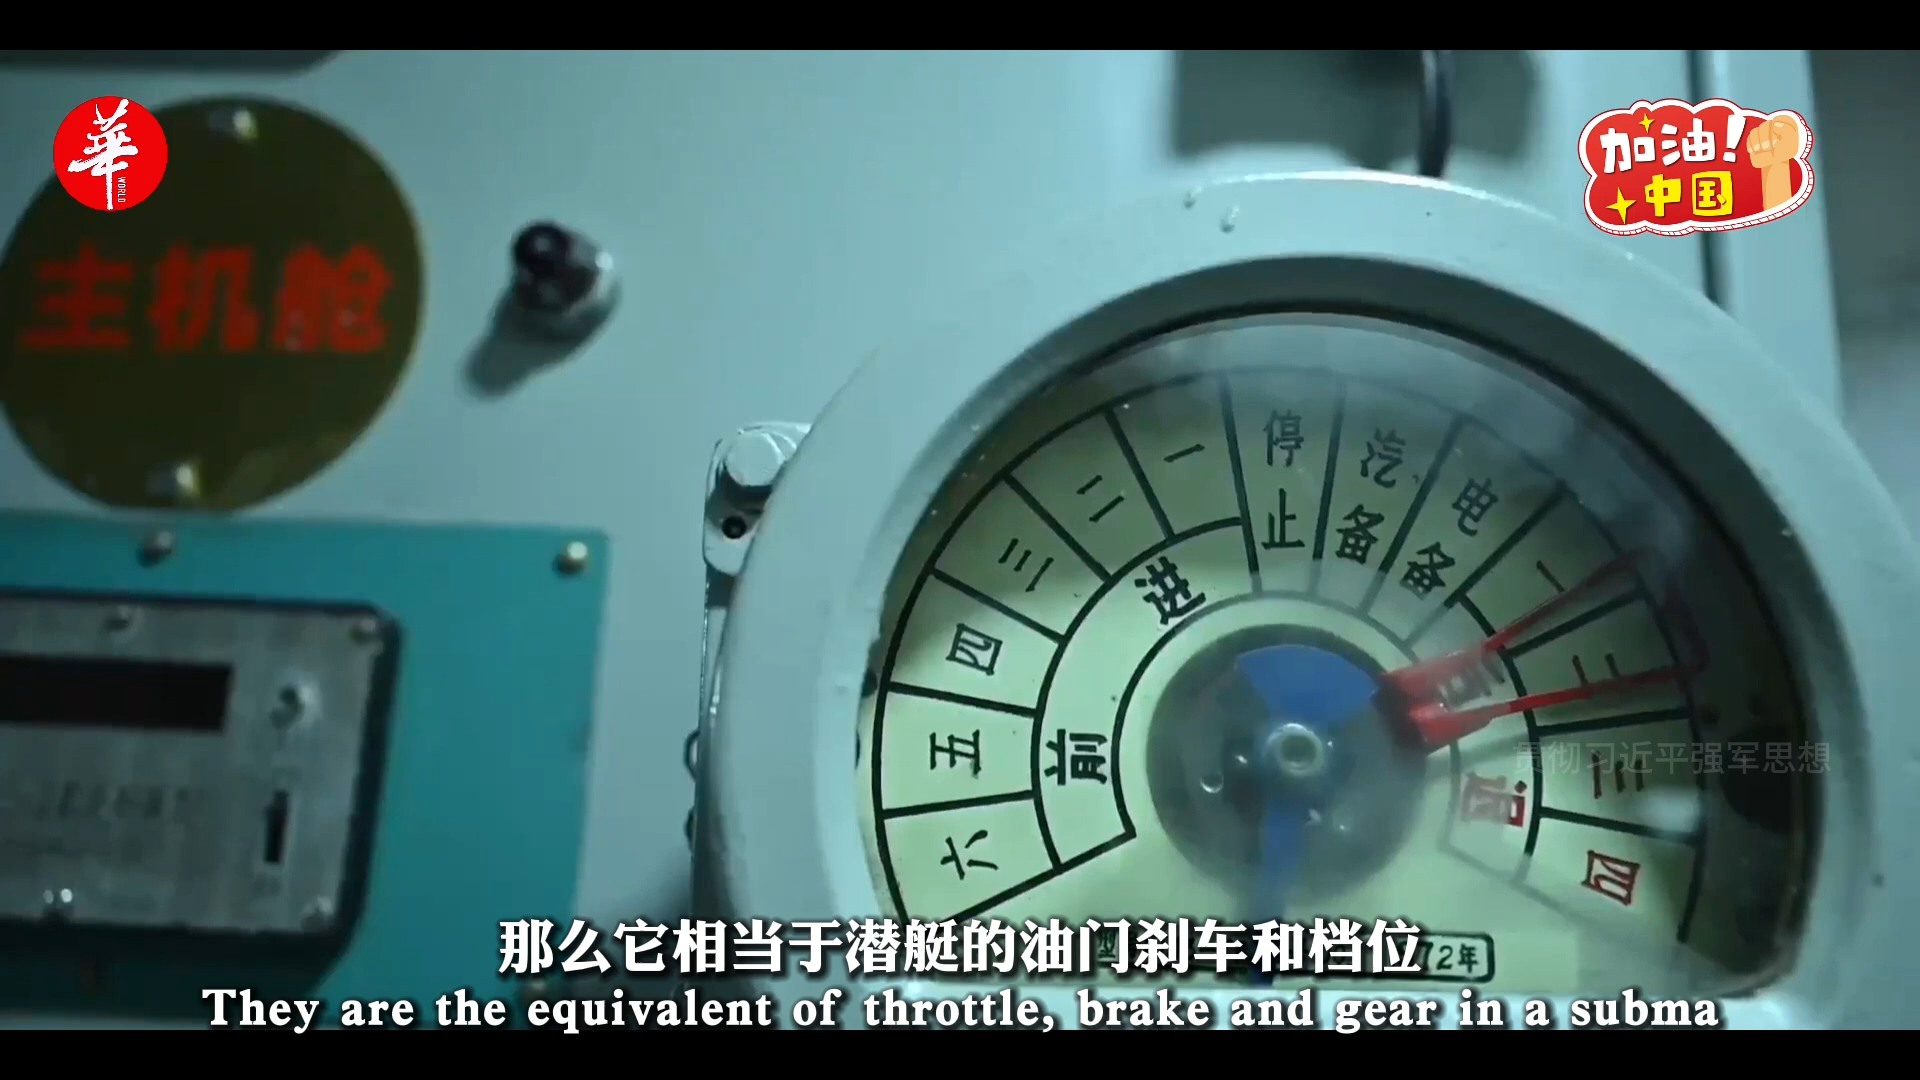 華
WORLD
加油!
中国
主机舱
停止
汽备
电备
一
二
三
四
五
六
前进
一
二
三
四
退
贯彻习近平强军思想
72年
那么它相当于潜艇的油门刹车和档位
They are the equivalent of throttle, brake and gear in a subma